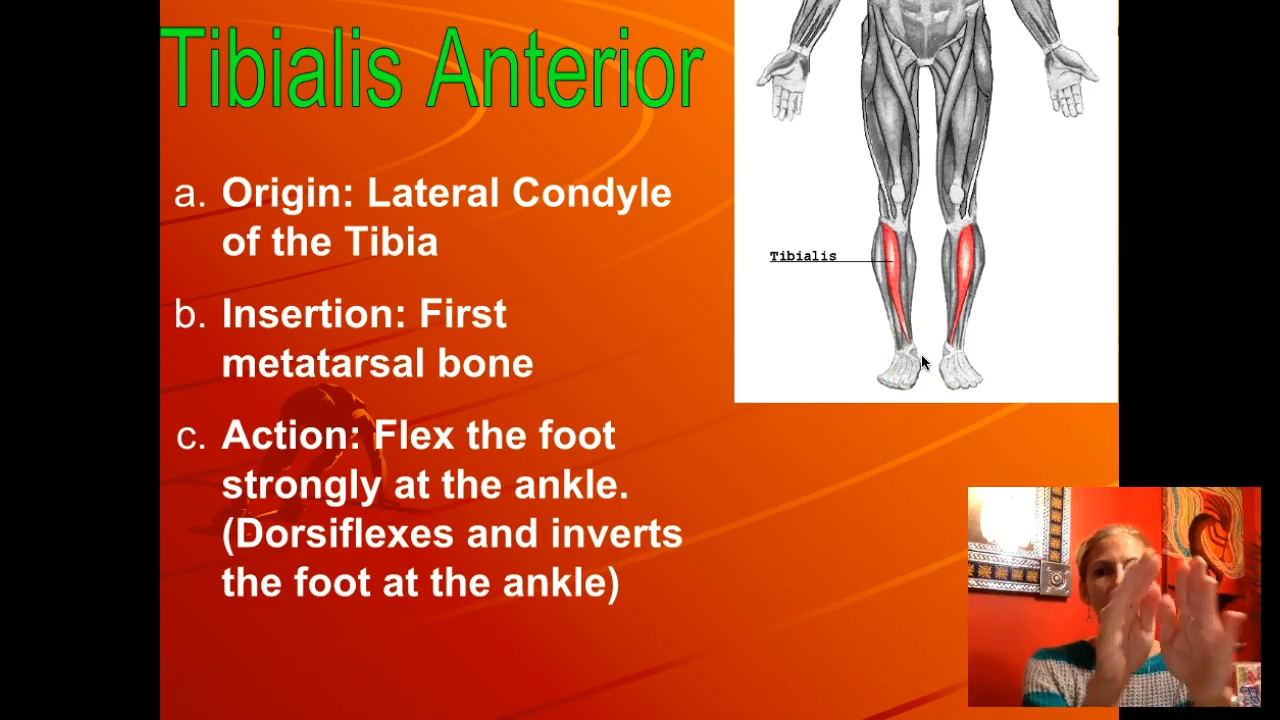 Tibialis Anterior
a. Origin: Lateral Condyle
of the Tibia
b. Insertion: First
metatarsal bone
c. Action: Flex the foot
strongly at the ankle.
(Dorsiflexes and inverts
the foot at the ankle)
Tibialis